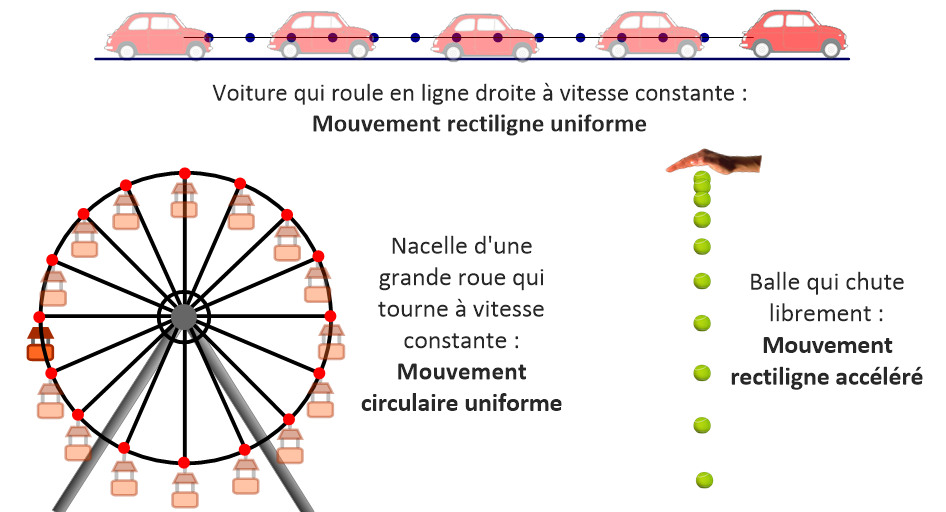 Voiture qui roule en ligne droite à vitesse constante :
Mouvement rectiligne uniforme
Nacelle d'une
grande roue qui
tourne à vitesse
constante :
Mouvement
circulaire uniforme
Balle qui chute
librement :
Mouvement
rectiligne accéléré